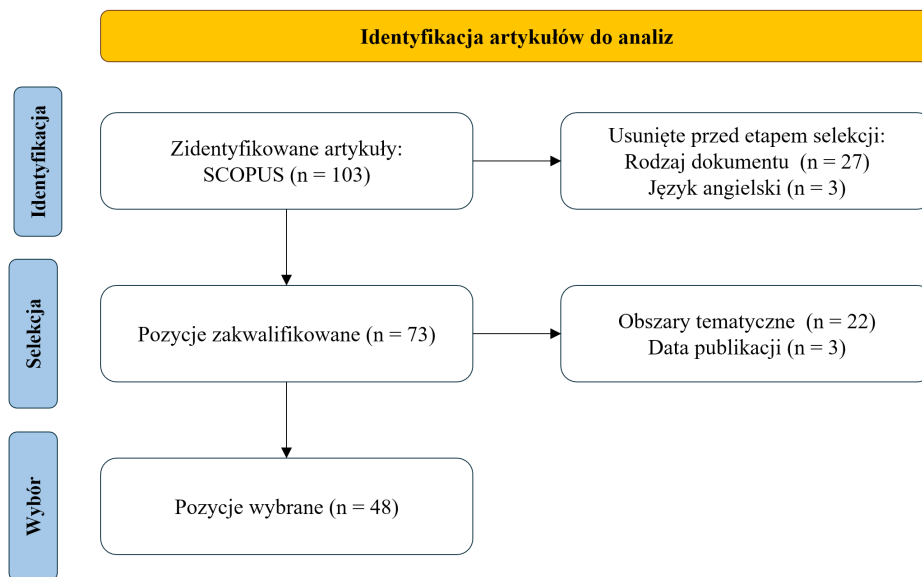 Identyfikacja artykułów do analiz
Identyfikacja
Zidentyfikowane artykuły:
SCOPUS (n = 103)
Usunięte przed etapem selekcji:
Rodzaj dokumentu (n = 27)
Język angielski (n = 3)
Selekcja
Pozycje zakwalifikowane (n = 73)
Obszary tematyczne (n = 22)
Data publikacji (n = 3)
Wybór
Pozycje wybrane (n = 48)